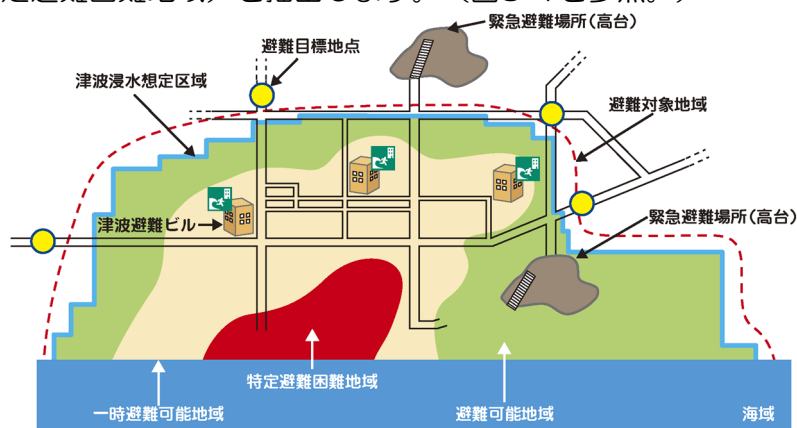 緊急避難場所(高台)
避難目標地点
津波浸水想定区域
避難対象地域
津波避難ビル
緊急避難場所(高台)
特定避難困難地域
一時避難可能地域
避難可能地域
海域